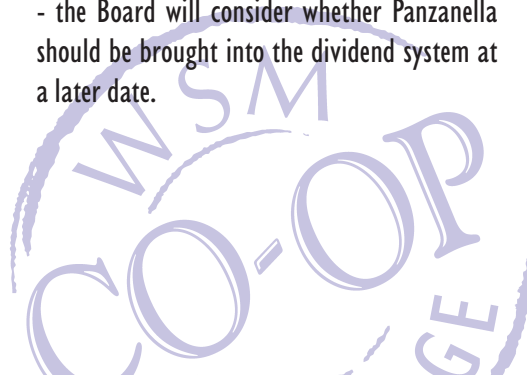 - the Board will consider whether Panzanella
should be brought into the dividend system at
a later date.
WSM
CO-OP
GE